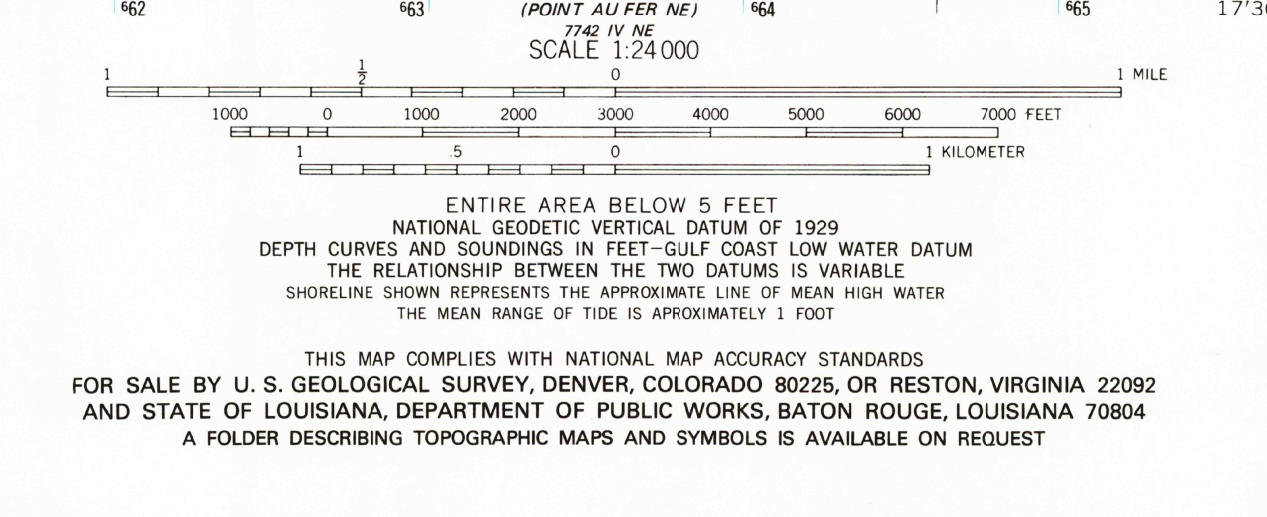 ⁶62 ⁶63 (POINT AU FER NE) ⁶64 ⁶65 17'30
7742 IV NE
SCALE 1:24 000
1 ½ 0 1 MILE
1000 0 1000 2000 3000 4000 5000 6000 7000 FEET
1 .5 0 1 KILOMETER
ENTIRE AREA BELOW 5 FEET
NATIONAL GEODETIC VERTICAL DATUM OF 1929
DEPTH CURVES AND SOUNDINGS IN FEET—GULF COAST LOW WATER DATUM
THE RELATIONSHIP BETWEEN THE TWO DATUMS IS VARIABLE
SHORELINE SHOWN REPRESENTS THE APPROXIMATE LINE OF MEAN HIGH WATER
THE MEAN RANGE OF TIDE IS APROXIMATELY 1 FOOT
THIS MAP COMPLIES WITH NATIONAL MAP ACCURACY STANDARDS
FOR SALE BY U. S. GEOLOGICAL SURVEY, DENVER, COLORADO 80225, OR RESTON, VIRGINIA 22092
AND STATE OF LOUISIANA, DEPARTMENT OF PUBLIC WORKS, BATON ROUGE, LOUISIANA 70804
A FOLDER DESCRIBING TOPOGRAPHIC MAPS AND SYMBOLS IS AVAILABLE ON REQUEST